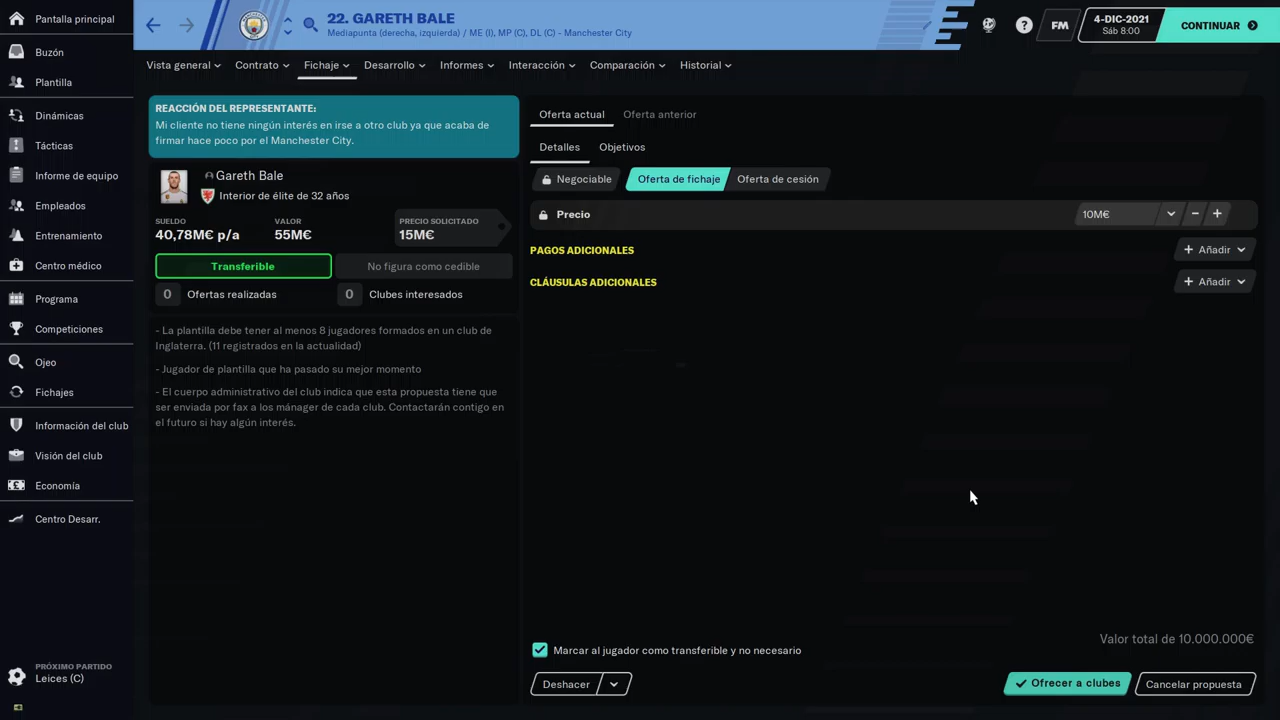 Pantalla principal
Buzón
Plantilla
Dinámicas
Tácticas
Informe de equipo
Empleados
Entrenamiento
Centro médico
Programa
Competiciones
Ojeo
Fichajes
Información del club
Visión del club
Economía
Centro Desarr.
PRÓXIMO PARTIDO
Leices (C)
22. GARETH BALE
Mediapunta (derecha, izquierda) / ME (I), MP (C), DL (C) - Manchester City
FM
4-DIC-2021
Sáb 8:00
CONTINUAR
Vista general
Contrato
Fichaje
Desarrollo
Informes
Interacción
Comparación
Historial
REACCIÓN DEL REPRESENTANTE:
Mi cliente no tiene ningún interés en irse a otro club ya que acaba de
firmar hace poco por el Manchester City.
Gareth Bale
Interior de élite de 32 años
SUELDO
40,78M€ p/a
VALOR
55M€
PRECIO SOLICITADO
15M€
Transferible
No figura como cedible
0 Ofertas realizadas
0 Clubes interesados
- La plantilla debe tener al menos 8 jugadores formados en un club de
Inglaterra. (11 registrados en la actualidad)
- Jugador de plantilla que ha pasado su mejor momento
- El cuerpo administrativo del club indica que esta propuesta tiene que
ser enviada por fax a los mánager de cada club. Contactarán contigo en
el futuro si hay algún interés.
Oferta actual
Oferta anterior
Detalles
Objetivos
Negociable
Oferta de fichaje
Oferta de cesión
Precio
10M€
PAGOS ADICIONALES
Añadir
CLÁUSULAS ADICIONALES
Añadir
Valor total de 10.000.000€
Marcar al jugador como transferible y no necesario
Deshacer
Ofrecer a clubes
Cancelar propuesta